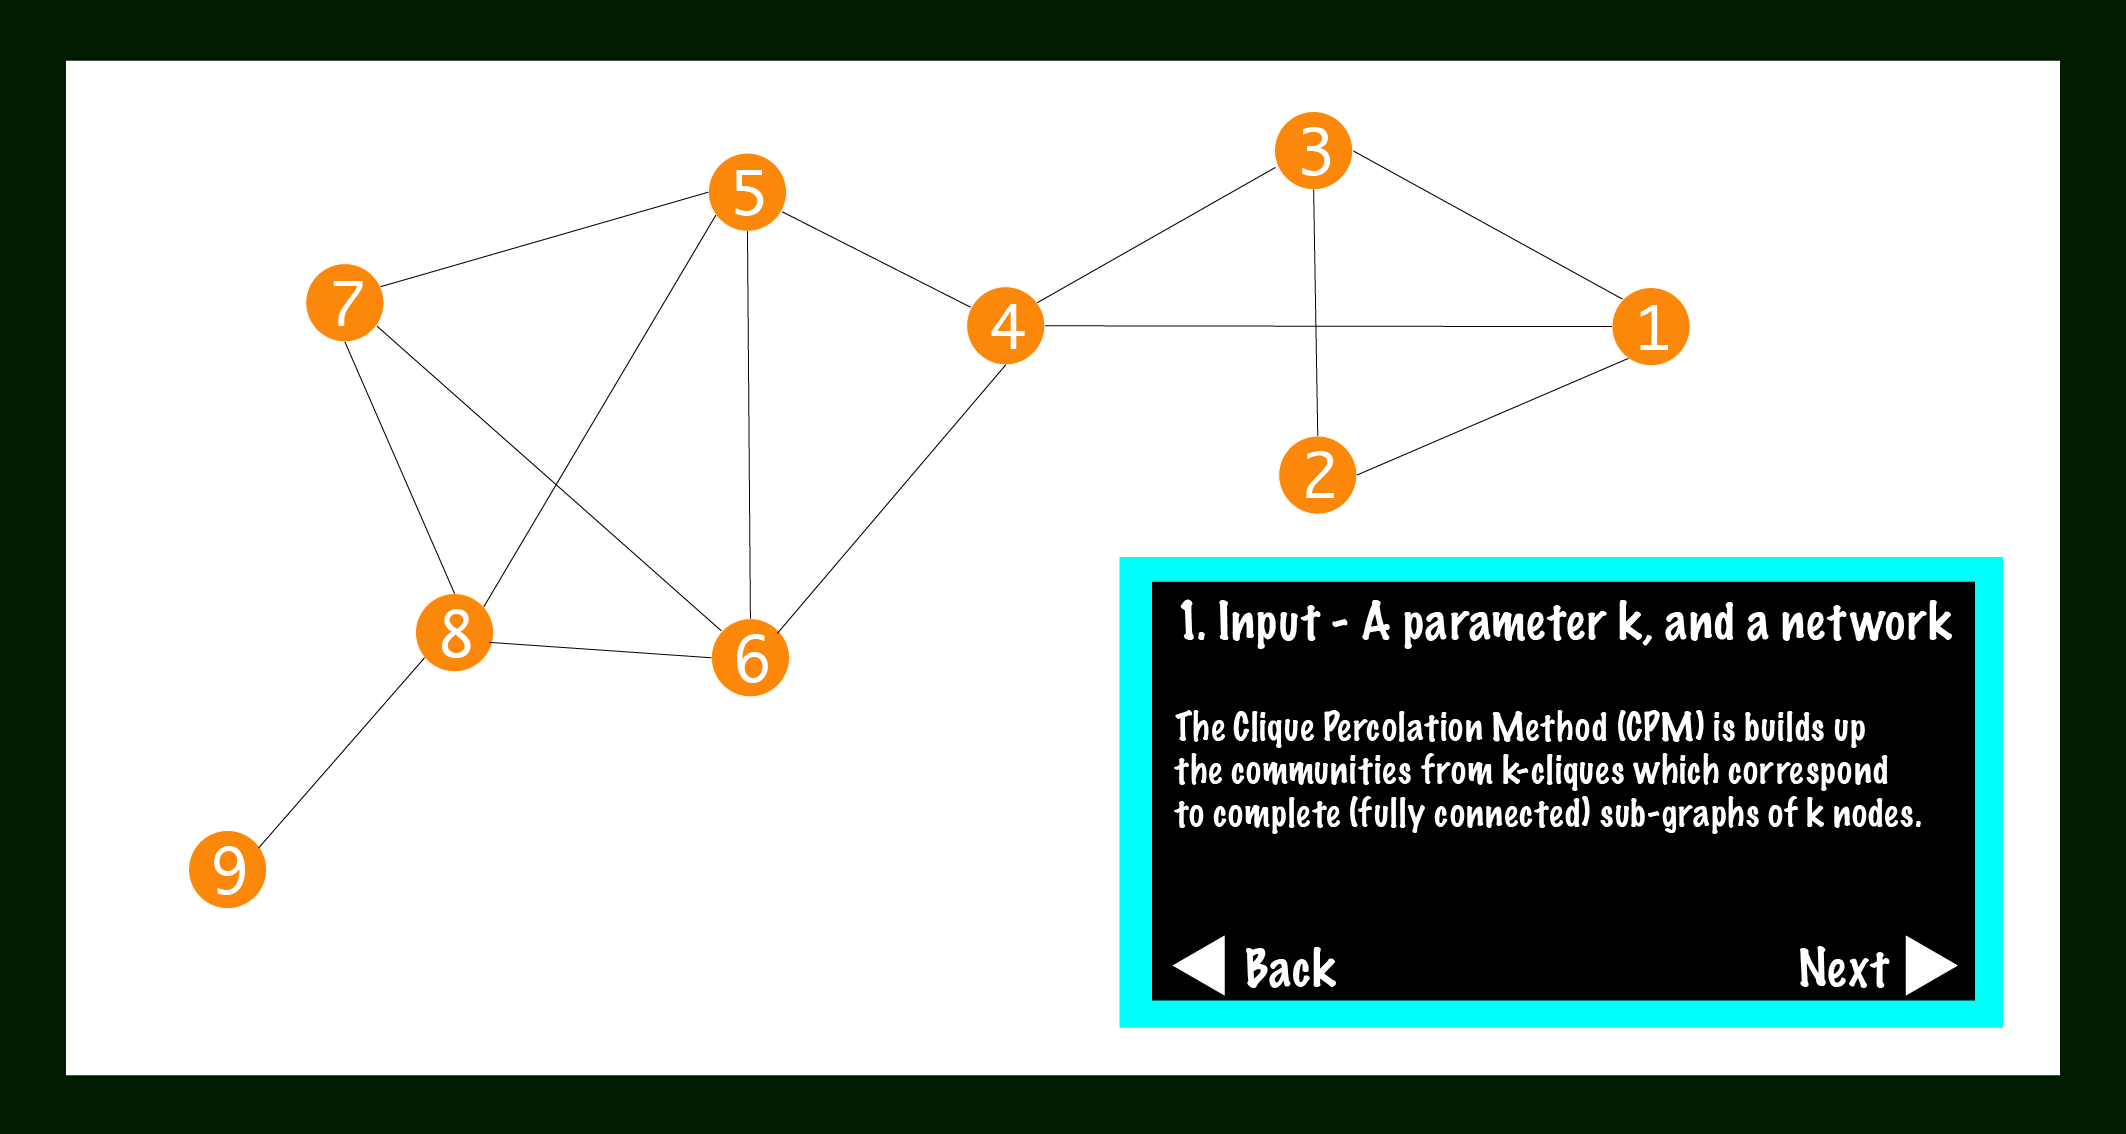 3
5
7
4
1
2
8
6
9
1. Input - A parameter k, and a network
The Clique Percolation Method (CPM) is builds up
the communities from k-cliques which correspond
to complete (fully connected) sub-graphs of k nodes.
Back Next